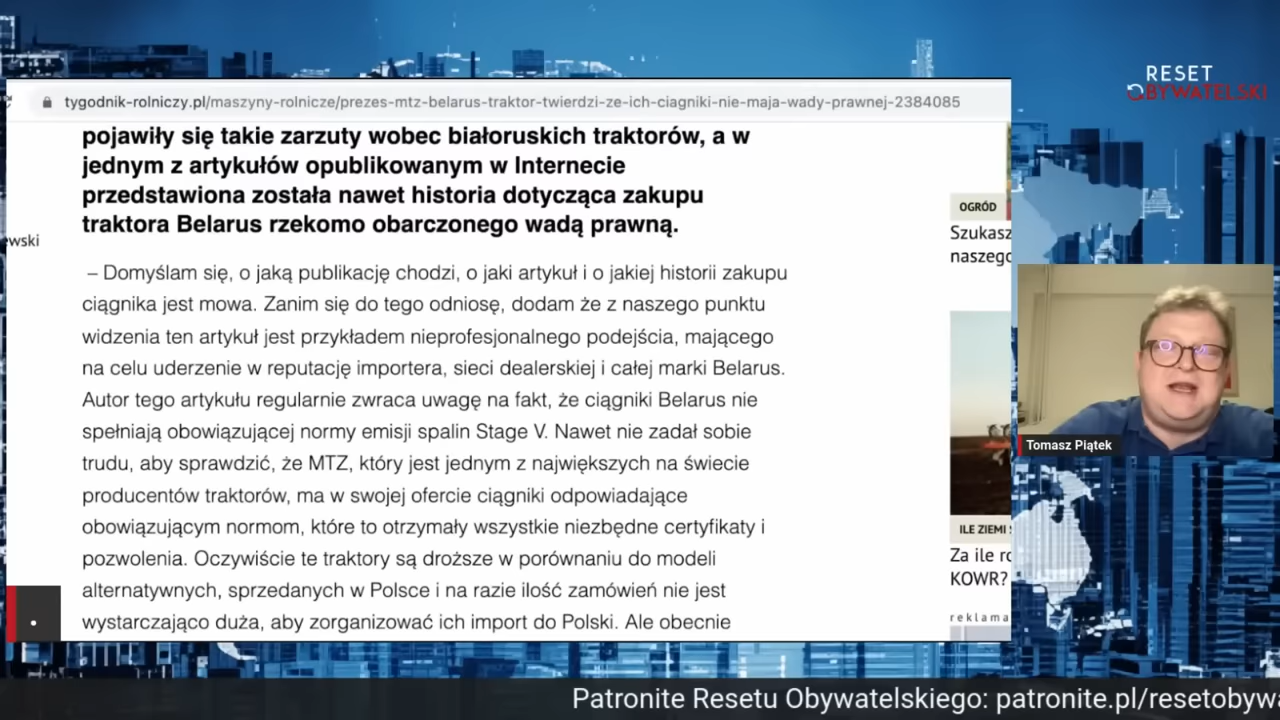 RESET
OBYWATELSKI
tygodnik-rolniczy.pl/maszyny-rolnicze/prezes-mtz-belarus-traktor-twierdzi-ze-ich-ciagniki-nie-maja-wady-prawnej-2384085
pojawiły się takie zarzuty wobec białoruskich traktorów, a w
jednym z artykułów opublikowanym w Internecie
przedstawiona została nawet historia dotycząca zakupu
traktora Belarus rzekomo obarczonego wadą prawną.
ewski
– Domyślam się, o jaką publikację chodzi, o jaki artykuł i o jakiej historii zakupu
ciągnika jest mowa. Zanim się do tego odniosę, dodam że z naszego punktu
widzenia ten artykuł jest przykładem nieprofesjonalnego podejścia, mającego
na celu uderzenie w reputację importera, sieci dealerskiej i całej marki Belarus.
Autor tego artykułu regularnie zwraca uwagę na fakt, że ciągniki Belarus nie
spełniają obowiązującej normy emisji spalin Stage V. Nawet nie zadał sobie
trudu, aby sprawdzić, że MTZ, który jest jednym z największych na świecie
producentów traktorów, ma w swojej ofercie ciągniki odpowiadające
obowiązującym normom, które to otrzymały wszystkie niezbędne certyfikaty i
pozwolenia. Oczywiście te traktory są droższe w porównaniu do modeli
alternatywnych, sprzedanych w Polsce i na razie ilość zamówień nie jest
wystarczająco duża, aby zorganizować ich import do Polski. Ale obecnie
OGRÓD
Szukasz
naszego
ILE ZIEMI
Za ile
KOWR?
reklama
Tomasz Piątek
Patronite Resetu Obywatelskiego: patronite.pl/resetobywa